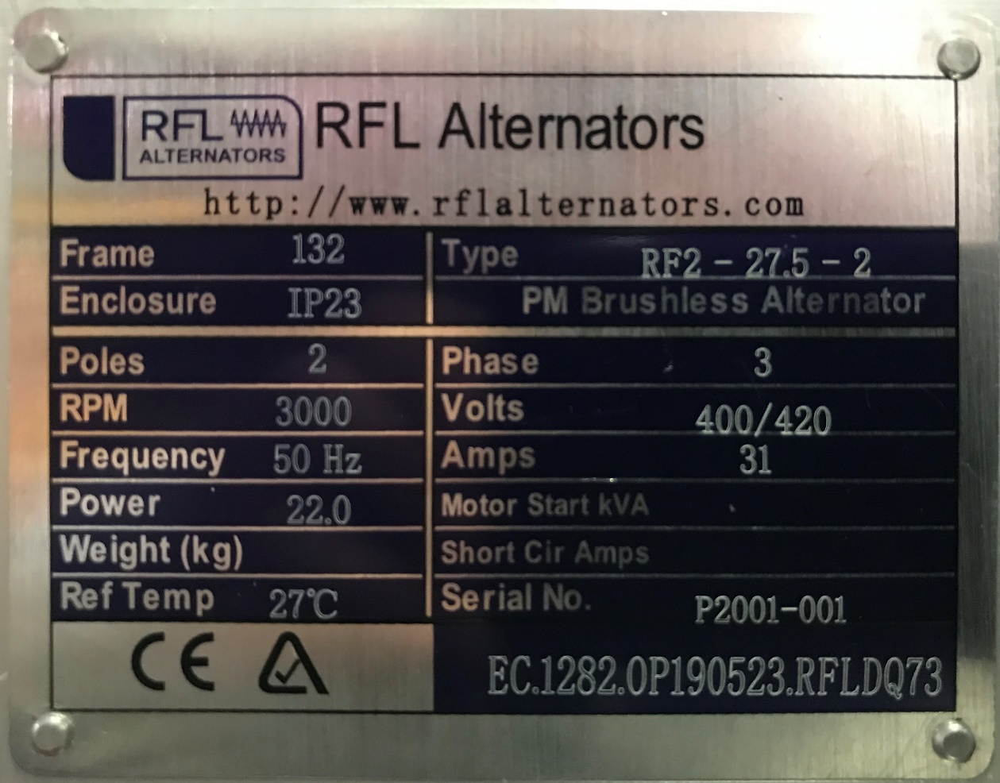 RFL
ALTERNATORS
RFL Alternators
http://www.rflalternators.com
Frame 132 Type RF2 - 27.5 - 2
Enclosure IP23 PM Brushless Alternator
Poles 2 Phase 3
RPM 3000 Volts 400/420
Frequency 50 Hz Amps 31
Power 22.0 Motor Start kVA
Weight (kg) Short Cir Amps
Ref Temp 27℃ Serial No. P2001-001
CE EC.1282.0P190523.RFLDQ73